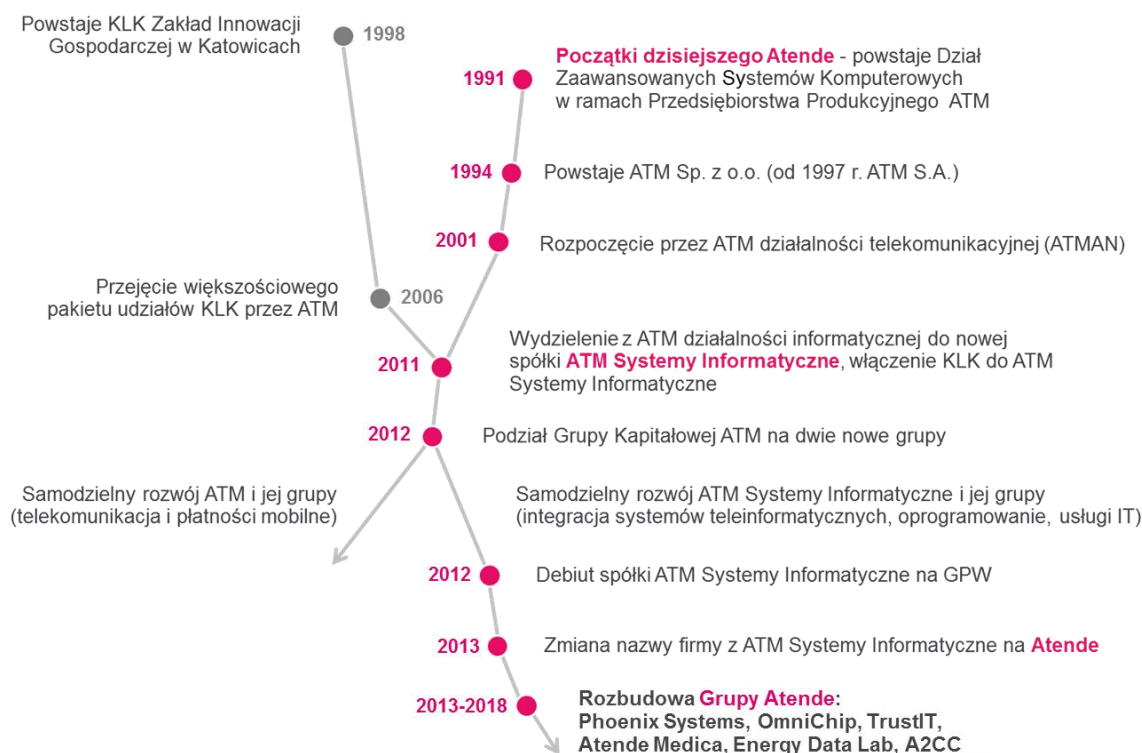 Powstaje KLK Zakład Innowacji
Gospodarczej w Katowicach
1998
1991
Początki dzisiejszego Atende - powstaje Dział
Zaawansowanych Systemów Komputerowych
w ramach Przedsiębiorstwa Produkcyjnego ATM
1994
Powstaje ATM Sp. z o.o. (od 1997 r. ATM S.A.)
2001
Rozpoczęcie przez ATM działalności telekomunikacyjnej (ATMAN)
Przejęcie większościowego
pakietu udziałów KLK przez ATM
2006
2011
Wydzielenie z ATM działalności informatycznej do nowej
spółki ATM Systemy Informatyczne, włączenie KLK do ATM
Systemy Informatyczne
2012
Podział Grupy Kapitałowej ATM na dwie nowe grupy
Samodzielny rozwój ATM i jej grupy
(telekomunikacja i płatności mobilne)
Samodzielny rozwój ATM Systemy Informatyczne i jej grupy
(integracja systemów teleinformatycznych, oprogramowanie, usługi IT)
2012
Debiut spółki ATM Systemy Informatyczne na GPW
2013
Zmiana nazwy firmy z ATM Systemy Informatyczne na Atende
2013-2018
Rozbudowa Grupy Atende:
Phoenix Systems, OmniChip, TrustIT,
Atende Medica, Energy Data Lab, A2CC